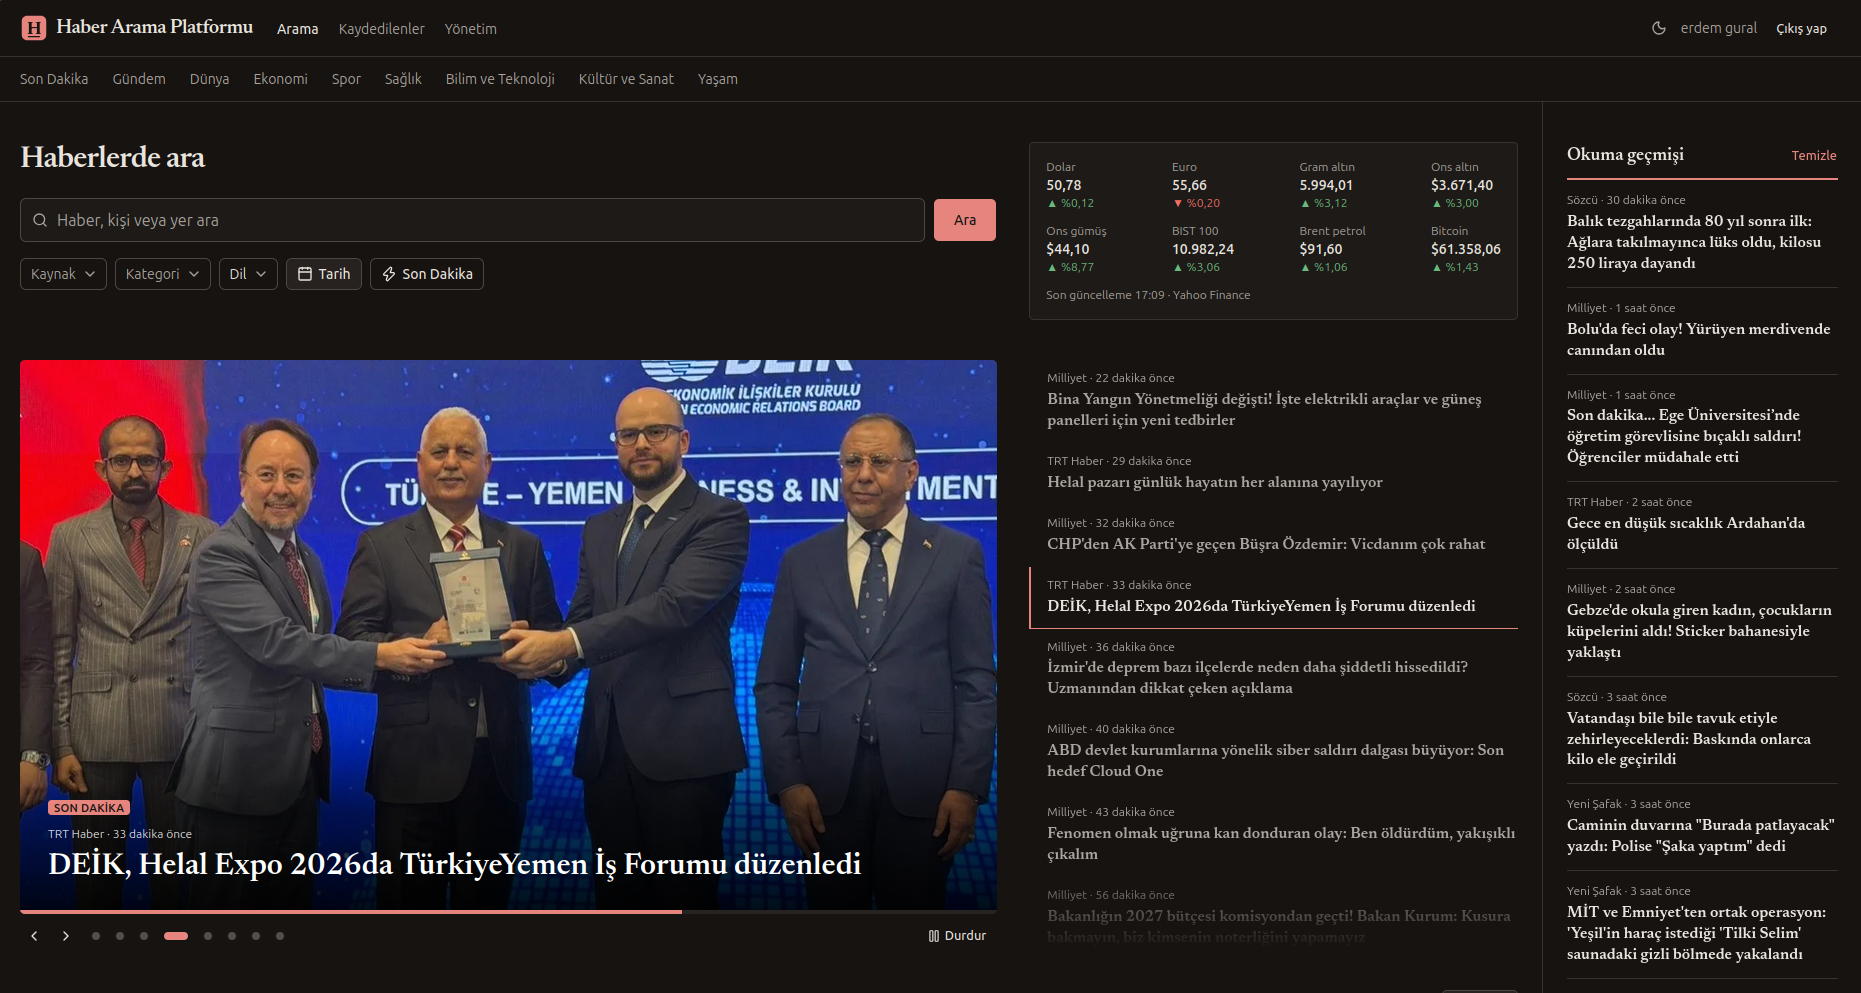 H Haber Arama Platformu Arama Kaydedilenler Yönetim erdem gural Çıkış yap
Son Dakika Gündem Dünya Ekonomi Spor Sağlık Bilim ve Teknoloji Kültür ve Sanat Yaşam
Haberlerde ara
Haber, kişi veya yer ara Ara
Kaynak Kategori Dil Tarih Son Dakika
Dolar Euro Gram altın Ons altın
50,78 55,66 5.994,01 $3.671,40
▲ %0,12 ▼ %0,20 ▲ %3,12 ▲ %3,00
Ons gümüş BIST 100 Brent petrol Bitcoin
$44,10 10.982,24 $91,60 $61.358,06
▲ %8,77 ▲ %3,06 ▲ %1,06 ▲ %1,43
Son güncelleme 17:09 · Yahoo Finance
EKONOMİK İLİŞKİLER KURULU
ECONOMIC RELATIONS BOARD
– YEMEN
SON DAKİKA
TRT Haber · 33 dakika önce
DEİK, Helal Expo 2026da TürkiyeYemen İş Forumu düzenledi
Durdur
Milliyet · 22 dakika önce
Bina Yangın Yönetmeliği değişti! İşte elektrikli araçlar ve güneş
panelleri için yeni tedbirler
TRT Haber · 29 dakika önce
Helal pazarı günlük hayatın her alanına yayılıyor
Milliyet · 32 dakika önce
CHP'den AK Parti'ye geçen Büşra Özdemir: Vicdanım çok rahat
TRT Haber · 33 dakika önce
DEİK, Helal Expo 2026da TürkiyeYemen İş Forumu düzenledi
Milliyet · 36 dakika önce
İzmir'de deprem bazı ilçelerde neden daha şiddetli hissedildi?
Uzmanından dikkat çeken açıklama
Milliyet · 40 dakika önce
ABD devlet kurumlarına yönelik siber saldırı dalgası büyüyor: Son
hedef Cloud One
Milliyet · 43 dakika önce
Fenomen olmak uğruna kan donduran olay: Ben öldürdüm, yakışıklı
çıkalım
Milliyet · 56 dakika önce
Bakanlığın 2027 bütçesi komisyondan geçti! Bakan Kurum: Kusura
bakmayın, biz kimsenin noterliğini yapamayız
Okuma geçmişi Temizle
Sözcü · 30 dakika önce
Balık tezgahlarında 80 yıl sonra ilk:
Ağlara takılmayınca lüks oldu, kilosu
250 liraya dayandı
Milliyet · 1 saat önce
Bolu'da feci olay! Yürüyen merdivende
canından oldu
Milliyet · 1 saat önce
Son dakika... Ege Üniversitesi’nde
öğretim görevlisine bıçaklı saldırı!
Öğrenciler müdahale etti
TRT Haber · 2 saat önce
Gece en düşük sıcaklık Ardahan'da
ölçüldü
Milliyet · 2 saat önce
Gebze'de okula giren kadın, çocukların
küpelerini aldı! Sticker bahanesiyle
yaklaştı
Sözcü · 3 saat önce
Vatandaşı bile bile tavuk etiyle
zehirleyeceklerdi: Baskında onlarca
kilo ele geçirildi
Yeni Şafak · 3 saat önce
Caminin duvarına "Burada patlayacak"
yazdı: Polise "Şaka yaptım" dedi
Yeni Şafak · 3 saat önce
MİT ve Emniyet'ten ortak operasyon:
'Yeşil'in haraç istediği 'Tilki Selim'
saunadaki gizli bölmede yakalandı